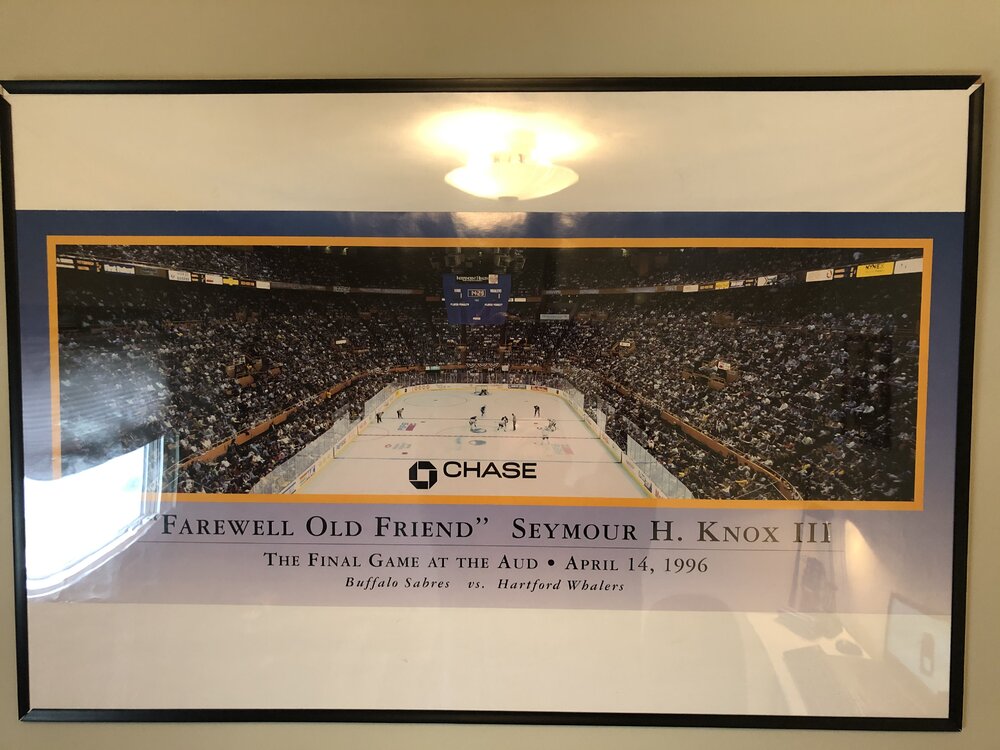 CHASE
"FAREWELL OLD FRIEND" SEYMOUR H. KNOX III
THE FINAL GAME AT THE AUD • APRIL 14, 1996
Buffalo Sabres vs. Hartford Whalers